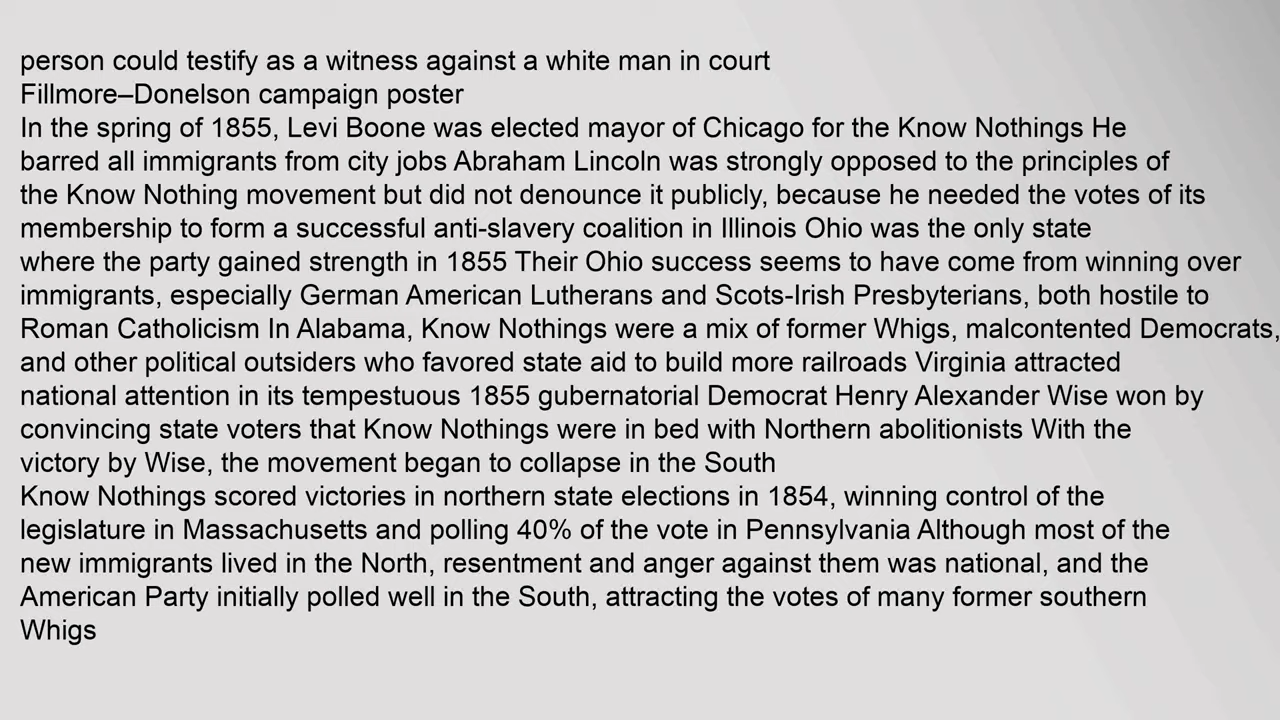 person could testify as a witness against a white man in court
Fillmore–Donelson campaign poster
In the spring of 1855, Levi Boone was elected mayor of Chicago for the Know Nothings He
barred all immigrants from city jobs Abraham Lincoln was strongly opposed to the principles of
the Know Nothing movement but did not denounce it publicly, because he needed the votes of its
membership to form a successful anti-slavery coalition in Illinois Ohio was the only state
where the party gained strength in 1855 Their Ohio success seems to have come from winning over
immigrants, especially German American Lutherans and Scots-Irish Presbyterians, both hostile to
Roman Catholicism In Alabama, Know Nothings were a mix of former Whigs, malcontented Democrats,
and other political outsiders who favored state aid to build more railroads Virginia attracted
national attention in its tempestuous 1855 gubernatorial Democrat Henry Alexander Wise won by
convincing state voters that Know Nothings were in bed with Northern abolitionists With the
victory by Wise, the movement began to collapse in the South
Know Nothings scored victories in northern state elections in 1854, winning control of the
legislature in Massachusetts and polling 40% of the vote in Pennsylvania Although most of the
new immigrants lived in the North, resentment and anger against them was national, and the
American Party initially polled well in the South, attracting the votes of many former southern
Whigs